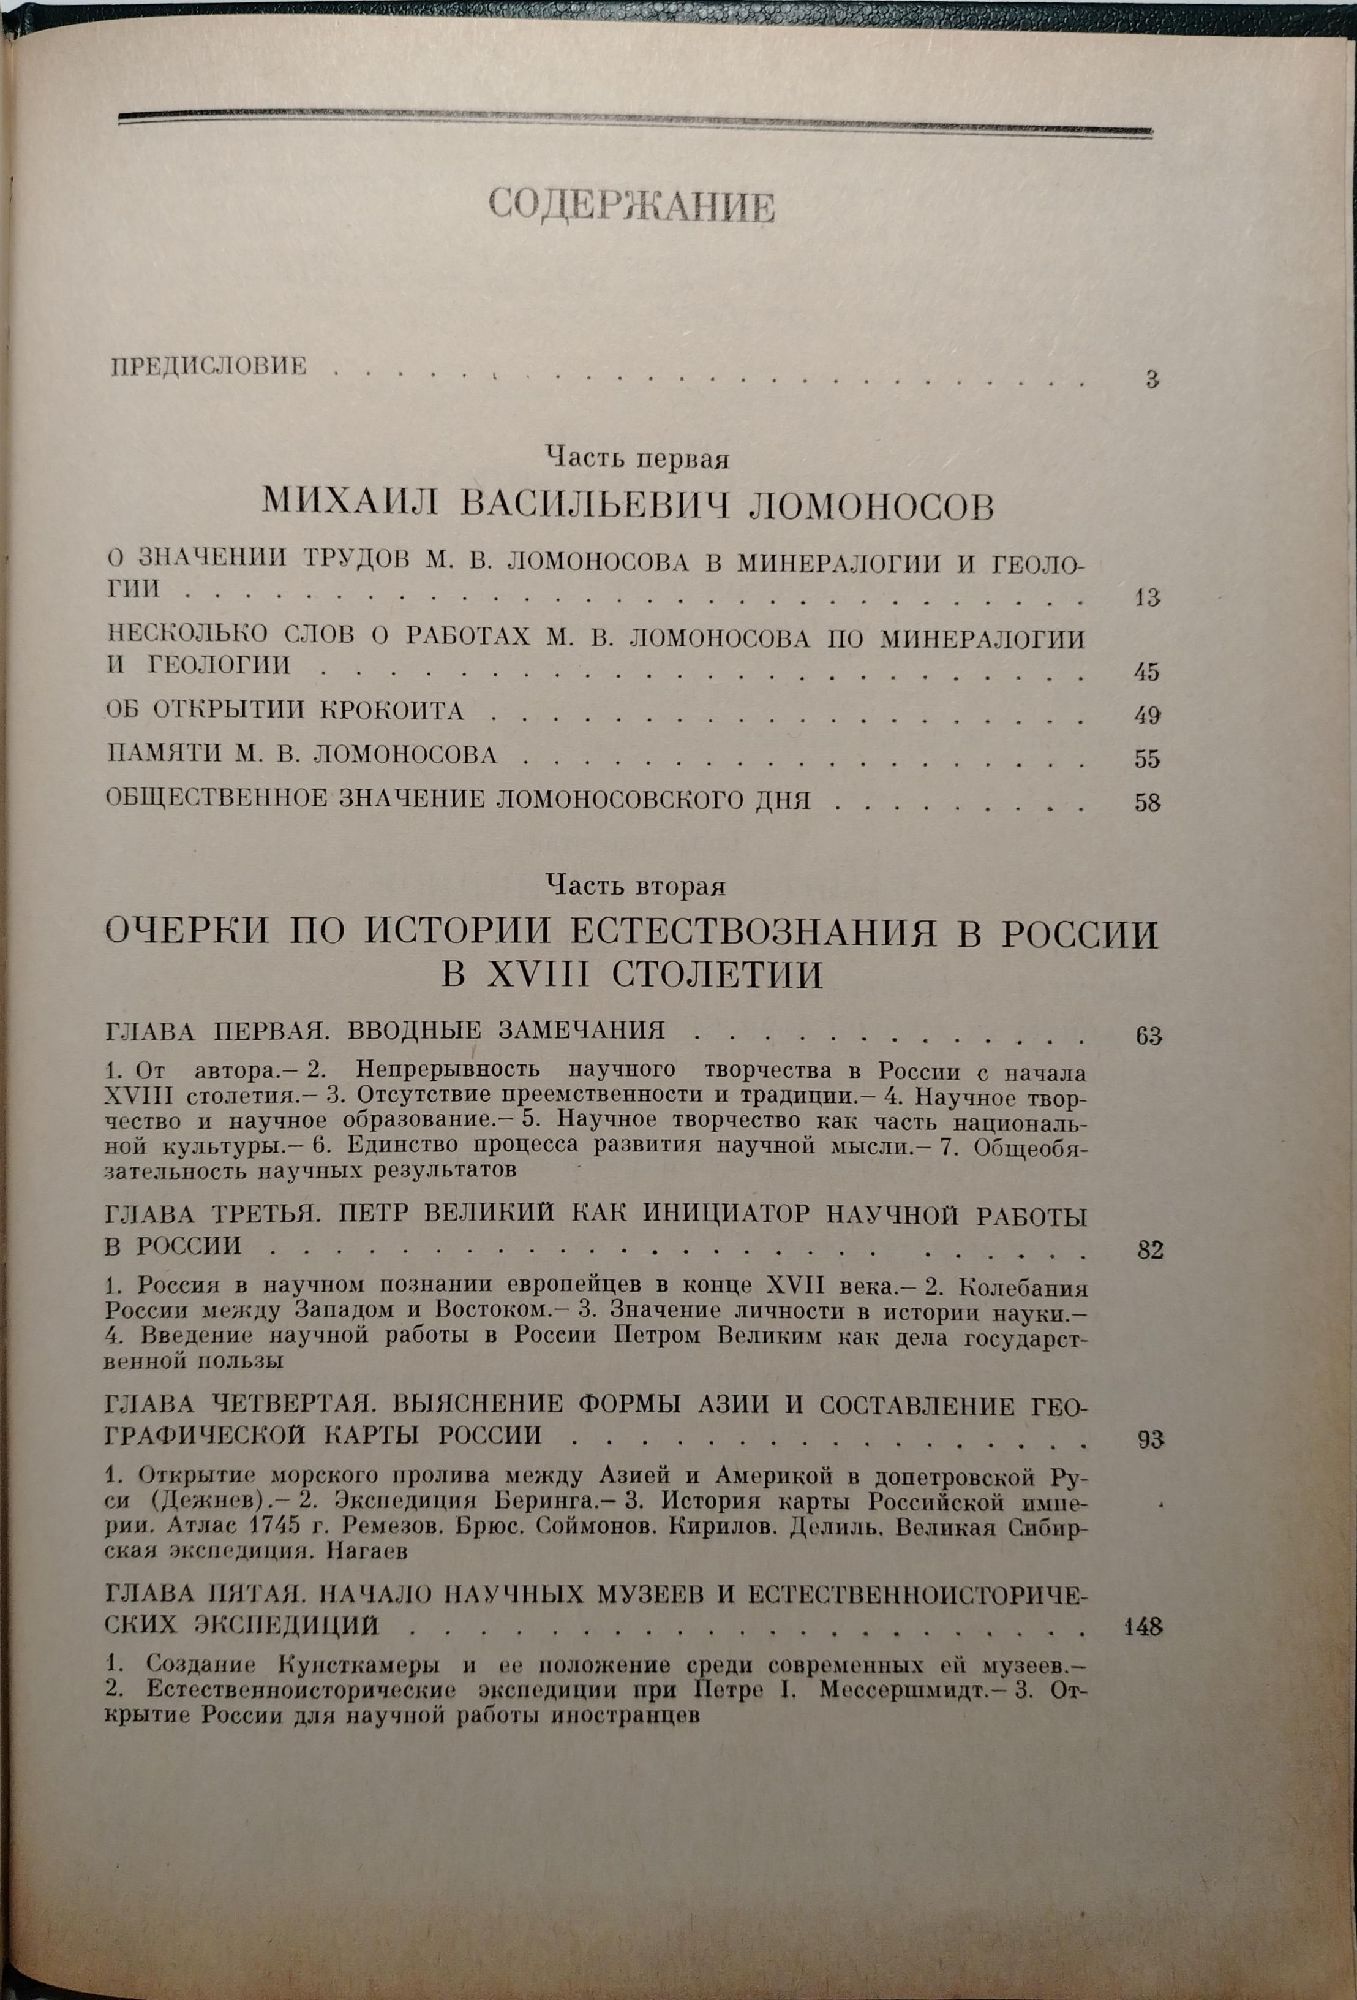 СОДЕРЖАНИЕ
ПРЕДИСЛОВИЕ . . . . . . . . . . . . . . . . . . . . . . . . 3
Часть первая
МИХАИЛ ВАСИЛЬЕВИЧ ЛОМОНОСОВ
О ЗНАЧЕНИИ ТРУДОВ М. В. ЛОМОНОСОВА В МИНЕРАЛОГИИ И ГЕОЛО-
ГИИ . . . . . . . . . . . . . . . . . . . . . . . . . . . . . 13
НЕСКОЛЬКО СЛОВ О РАБОТАХ М. В. ЛОМОНОСОВА ПО МИНЕРАЛОГИИ
И ГЕОЛОГИИ . . . . . . . . . . . . . . . . . . . . . . . . 45
ОБ ОТКРЫТИИ КРОКОИТА . . . . . . . . . . . . . . . . . . . 49
ПАМЯТИ М. В. ЛОМОНОСОВА . . . . . . . . . . . . . . . . . . 55
ОБЩЕСТВЕННОЕ ЗНАЧЕНИЕ ЛОМОНОСОВСКОГО ДНЯ . . . . . . . . . 58
Часть вторая
ОЧЕРКИ ПО ИСТОРИИ ЕСТЕСТВОЗНАНИЯ В РОССИИ
В XVIII СТОЛЕТИИ
ГЛАВА ПЕРВАЯ. ВВОДНЫЕ ЗАМЕЧАНИЯ . . . . . . . . . . . . . 63
1. От автора.— 2. Непрерывность научного творчества в России с начала
XVIII столетия.— 3. Отсутствие преемственности и традиции.— 4. Научное твор-
чество и научное образование.— 5. Научное творчество как часть националь-
ной культуры.— 6. Единство процесса развития научной мысли.— 7. Общеобя-
зательность научных результатов
ГЛАВА ТРЕТЬЯ. ПЕТР ВЕЛИКИЙ КАК ИНИЦИАТОР НАУЧНОЙ РАБОТЫ
В РОССИИ . . . . . . . . . . . . . . . . . . . . . . . . . 82
1. Россия в научном познании европейцев в конце XVII века.— 2. Колебания
России между Западом и Востоком.— 3. Значение личности в истории науки.—
4. Введение научной работы в России Петром Великим как дела государст-
венной пользы
ГЛАВА ЧЕТВЕРТАЯ. ВЫЯСНЕНИЕ ФОРМЫ АЗИИ И СОСТАВЛЕНИЕ ГЕО-
ГРАФИЧЕСКОЙ КАРТЫ РОССИИ . . . . . . . . . . . . . . . . . 93
1. Открытие морского пролива между Азией и Америкой в допетровской Ру-
си (Дежнев).— 2. Экспедиция Беринга.— 3. История карты Российской импе-
рии. Атлас 1745 г. Ремезов. Брюс. Соймонов. Кирилов. Делиль. Великая Сибир-
ская экспедиция. Нагаев
ГЛАВА ПЯТАЯ. НАЧАЛО НАУЧНЫХ МУЗЕЕВ И ЕСТЕСТВЕННОИСТОРИЧЕ-
СКИХ ЭКСПЕДИЦИЙ . . . . . . . . . . . . . . . . . . . . . . 148
1. Создание Кунсткамеры и ее положение среди современных ей музеев.—
2. Естественноисторические экспедиции при Петре I. Мессершмидт.— 3. От-
крытие России для научной работы иностранцев